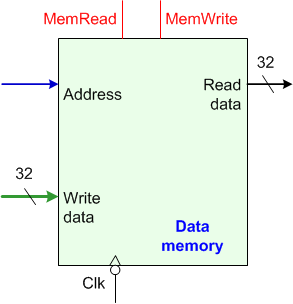 MemRead MemWrite
32
Address
Read
data
32
Write
data
Data
memory
Clk